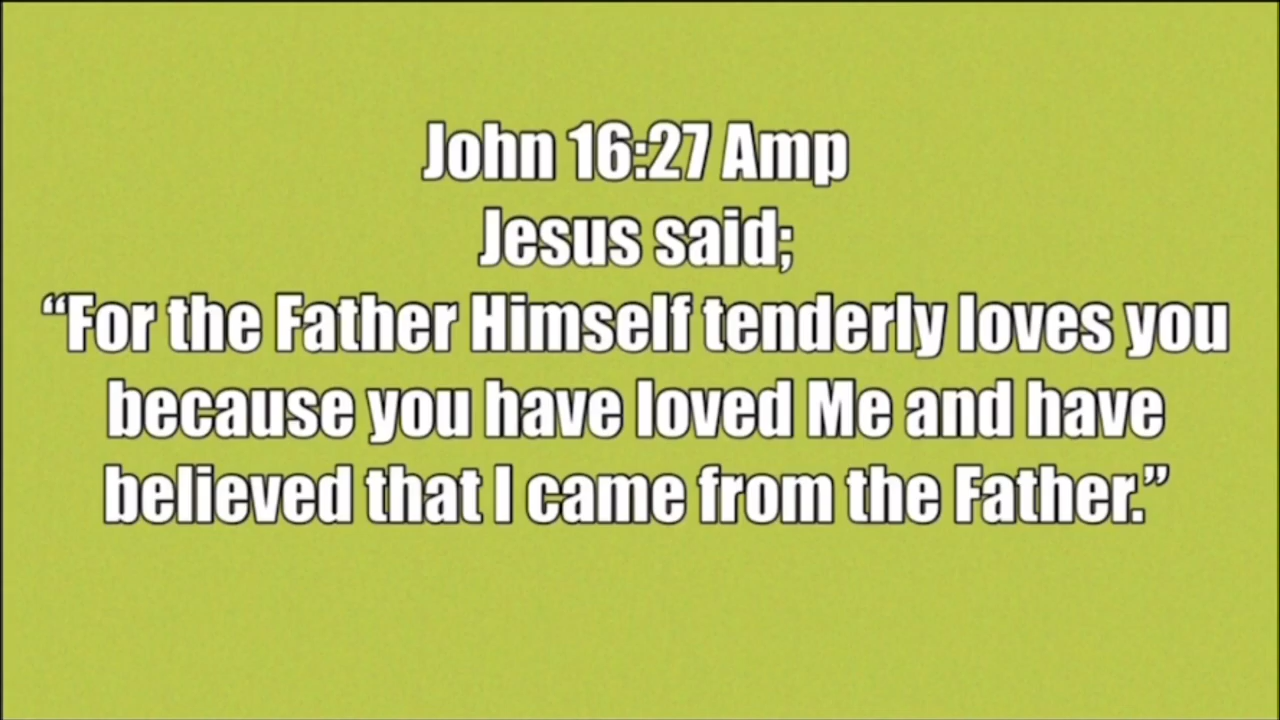 John 16:27 Amp
Jesus said;
“For the Father Himself tenderly loves you
because you have loved Me and have
believed that I came from the Father.”